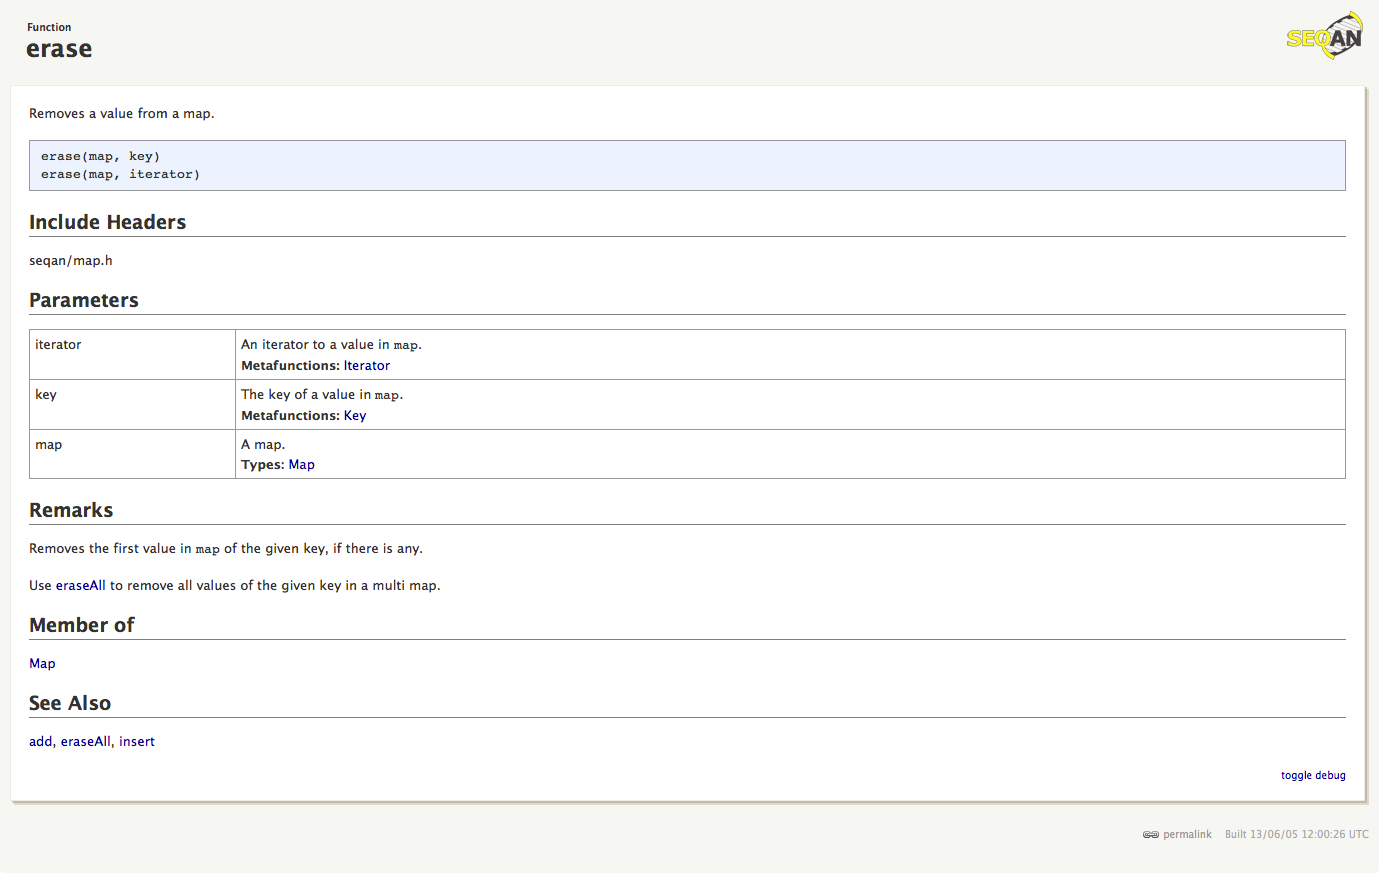 Function
erase
SEQAN
Removes a value from a map.
erase(map, key)
erase(map, iterator)
Include Headers
seqan/map.h
Parameters
iterator
An iterator to a value in map.
Metafunctions: Iterator
key
The key of a value in map.
Metafunctions: Key
map
A map.
Types: Map
Remarks
Removes the first value in map of the given key, if there is any.
Use eraseAll to remove all values of the given key in a multi map.
Member of
Map
See Also
add, eraseAll, insert
toggle debug
permalink Built 13/06/05 12:00:26 UTC